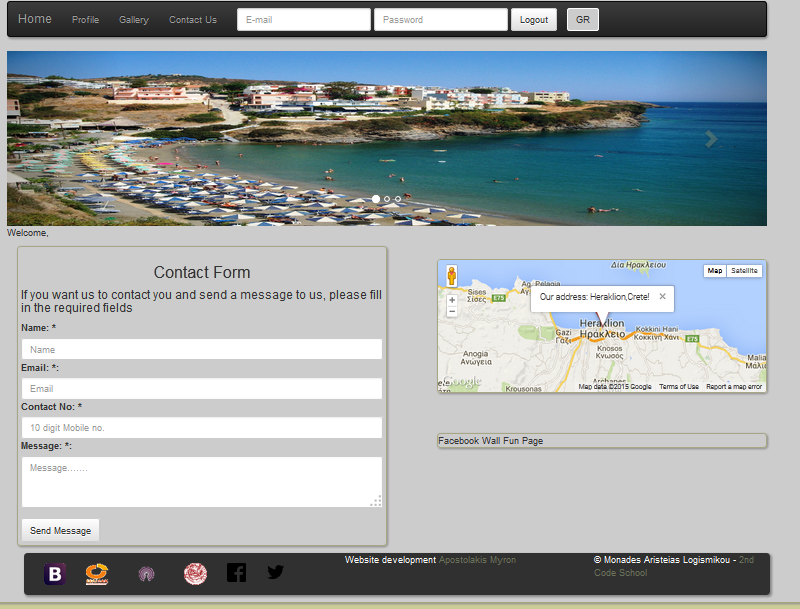 Home Profile Gallery Contact Us E-mail Password Logout GR
Welcome,
Contact Form
If you want us to contact you and send a message to us, please fill
in the required fields
Name: *
Name
Email: *:
Email
Contact No: *
10 digit Mobile no.
Message: *:
Message.......
Send Message
Δια Ηρακλείου
Map Satellite
Ag. Pelagia
Sises
Σίσες
E75
Our address: Heraklion,Crete!
Heraklion
Ηράκλειο
Gazi
Γάζι
Kokkini Hani
Κοκκίνη Χάνι
E75
Knosos
Κνωσός
Anogia
Ανώγεια
Malia
Μάλια
Google
Krousonas
Archanes
Map data ©2015 Google Terms of Use Report a map error
Facebook Wall Fun Page
B
Website development Apostolakis Myron
© Monades Aristeias Logismikou - 2nd
Code School